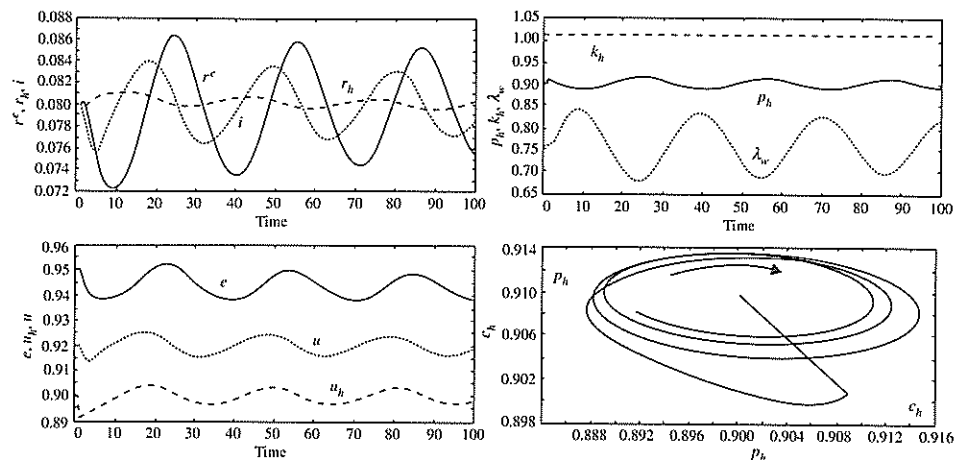 0.088
0.086
0.084
0.082
0.080
0.078
0.076
0.074
0.072
r^e, r_h, i
r^e
r_h
i
0 10 20 30 40 50 60 70 80 90 100
Time
1.05
1.00
0.95
0.90
0.85
0.80
0.75
0.70
0.65
p_h, k_h, λ_w
k_h
p_h
λ_w
0 10 20 30 40 50 60 70 80 90 100
Time
0.96
0.95
0.94
0.93
0.92
0.91
0.90
0.89
e, u_h, u
e
u
u_h
0 10 20 30 40 50 60 70 80 90 100
Time
0.914
0.910
0.906
0.902
0.898
c_h
p_h
c_h
0.888 0.892 0.896 0.900 0.904 0.908 0.912 0.916
p_h